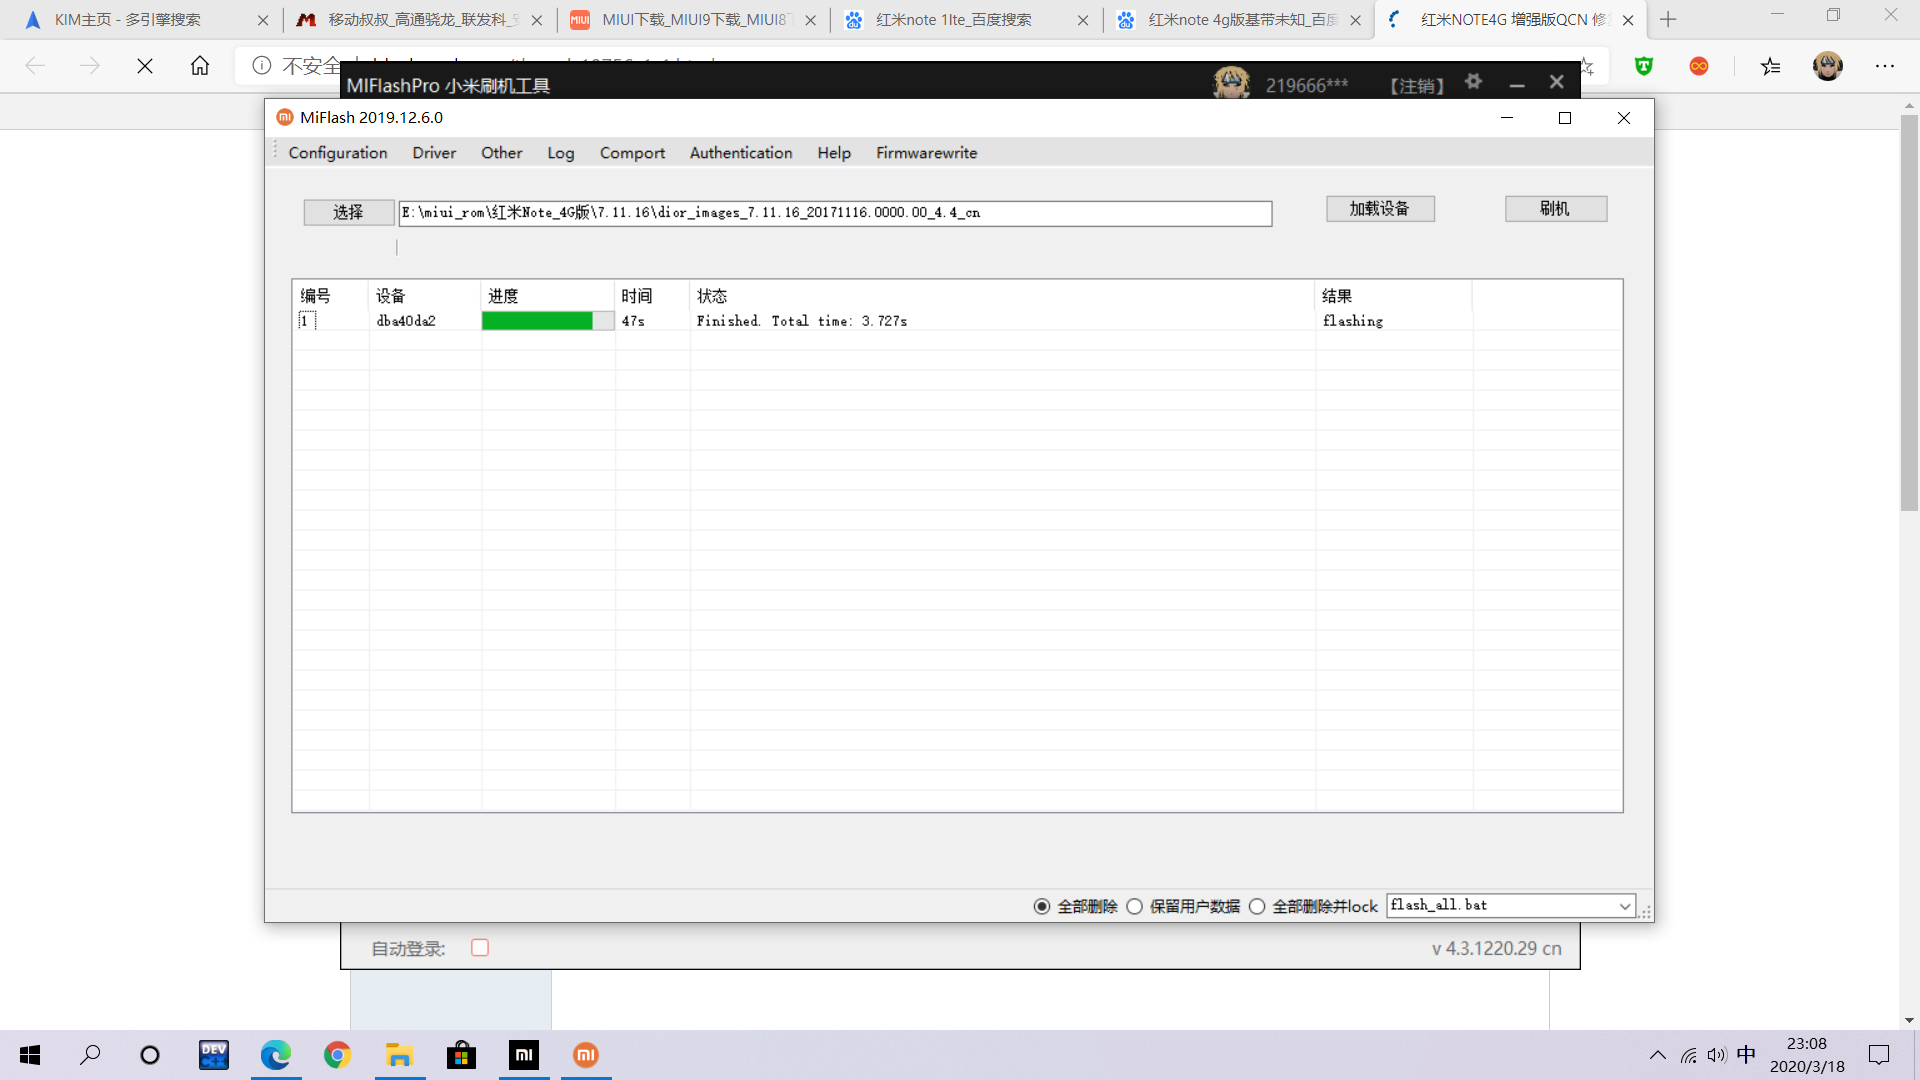 KIM主页 - 多引擎搜索
移动叔叔_高通骁龙_联发科_
MIUI下载_MIUI9下载_MIUI8
红米note 1lte_百度搜索
红米note 4g版基带未知_百度
红米NOTE4G 增强版QCN 修
不安全
MIFlashPro 小米刷机工具
219666***
【注销】
MiFlash 2019.12.6.0
Configuration Driver Other Log Comport Authentication Help Firmwarewrite
选择 E:\miui_rom\红米Note_4G版\7.11.16\dior_images_7.11.16_20171116.0000.00_4.4_cn 加载设备 刷机
编号 设备 进度 时间 状态 结果
1 dba40da2 47s Finished. Total time: 3.727s flashing
全部删除 保留用户数据 全部删除并lock flash_all.bat
自动登录: v 4.3.1220.29 cn
DEV C++ mi mi 中 23:08
2020/3/18